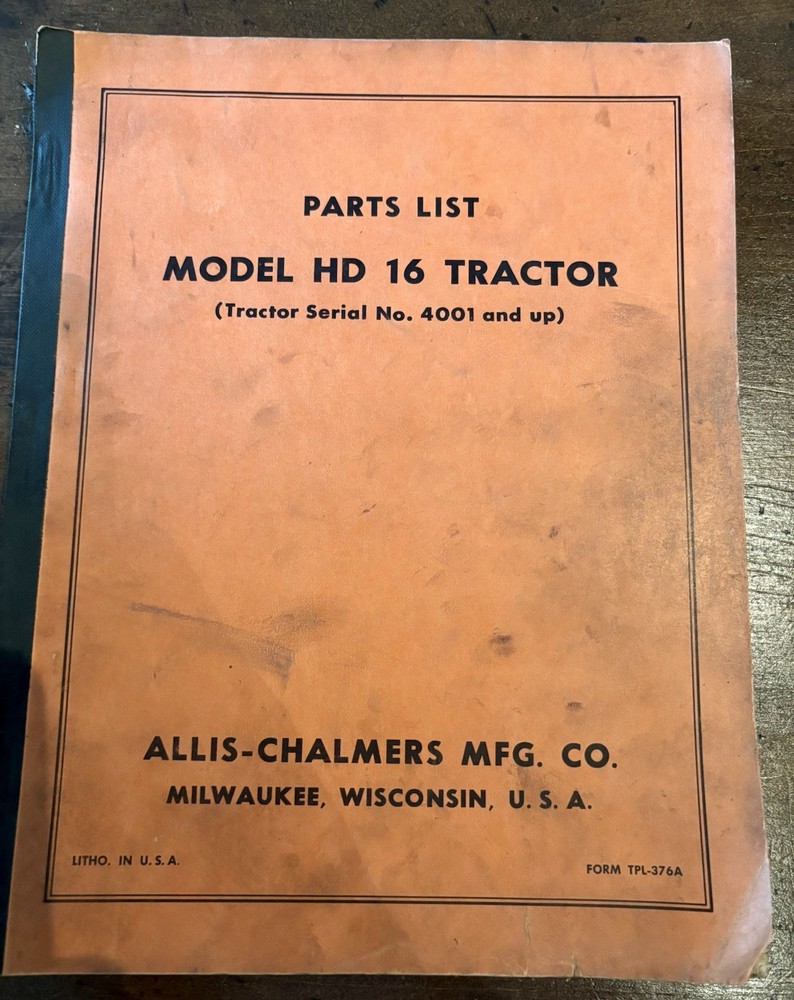 PARTS LIST
MODEL HD 16 TRACTOR
(Tractor Serial No. 4001 and up)
ALLIS-CHALMERS MFG. CO.
MILWAUKEE, WISCONSIN, U. S. A.
LITHO. IN U. S. A.
FORM TPL-376A